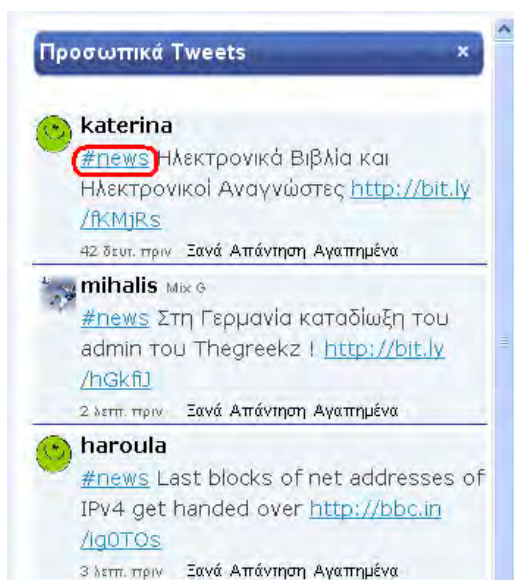 Προσωπικά Tweets x
katerina
#news Ηλεκτρονικά Βιβλία και
Ηλεκτρονικοί Αναγνώστες http://bit.ly
/fKMjRs
42 δευτ. πριν Ξανά Απάντηση Αγαπημένα
mihalis Mix G
#news Στη Γερμανία καταδίωξη του
admin του Thegreekz ! http://bit.ly
/hGkfiJ
2 λεπτ. πριν Ξανά Απάντηση Αγαπημένα
haroula
#news Last blocks of net addresses of
IPv4 get handed over http://bbc.in
/ig0TOs
3 λεπτ. πριν Ξανά Απάντηση Αγαπημένα